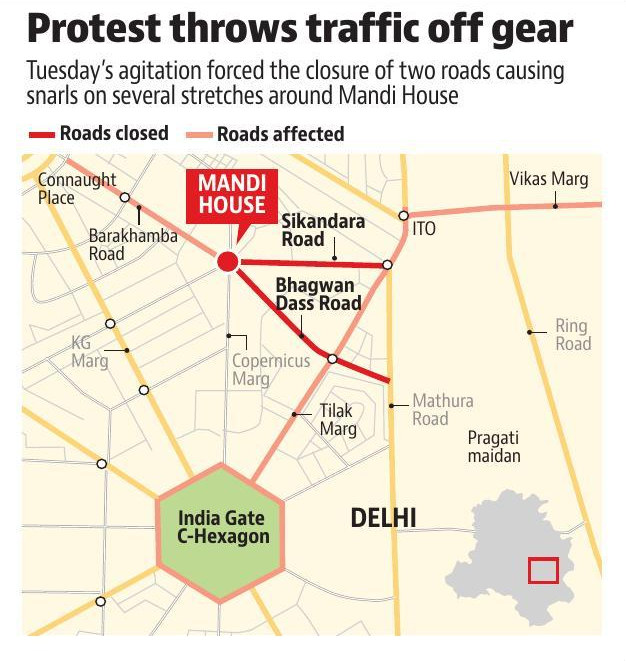 Protest throws traffic off gear
Tuesday's agitation forced the closure of two roads causing
snarls on several stretches around Mandi House
Roads closed
Roads affected
Connaught
Place
MANDI
HOUSE
Vikas Marg
Barakhamba
Road
Sikandara
Road
ITO
Bhagwan
Dass Road
KG
Marg
Copernicus
Marg
Ring
Road
Tilak
Marg
Mathura
Road
Pragati
maidan
India Gate
C-Hexagon
DELHI